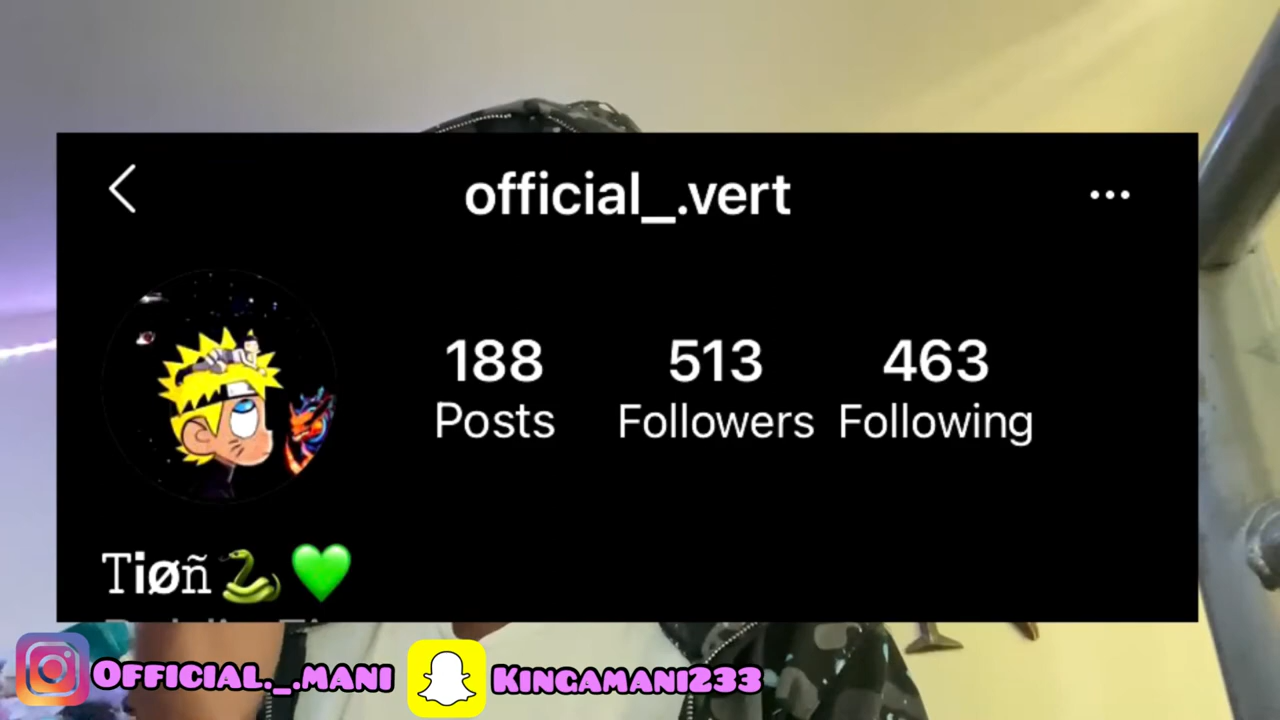 official_.vert
188 513 463
Posts Followers Following
Tiøñ🐍💚
OFFICIAL._.MANI KINGAMANI233